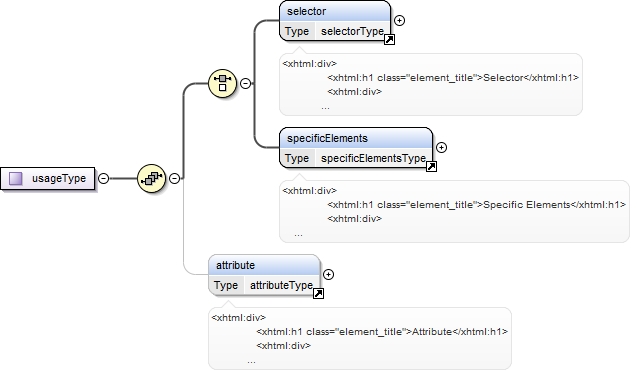 selector
Type selectorType
<xhtml:div>
<xhtml:h1 class="element_title">Selector</xhtml:h1>
<xhtml:div>
...
specificElements
Type specificElementsType
<xhtml:div>
<xhtml:h1 class="element_title">Specific Elements</xhtml:h1>
<xhtml:div>
...
usageType
attribute
Type attributeType
<xhtml:div>
<xhtml:h1 class="element_title">Attribute</xhtml:h1>
<xhtml:div>
...